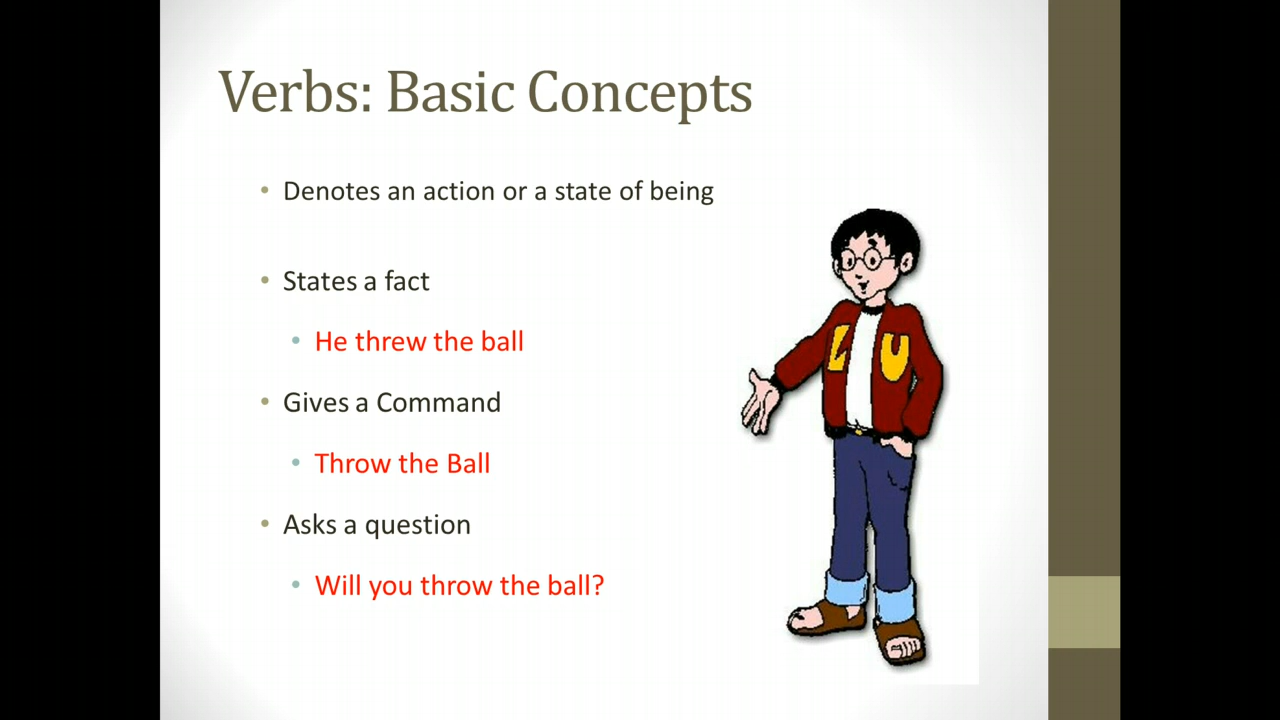 Verbs: Basic Concepts
• Denotes an action or a state of being
• States a fact
• He threw the ball
• Gives a Command
• Throw the Ball
• Asks a question
• Will you throw the ball?
L U